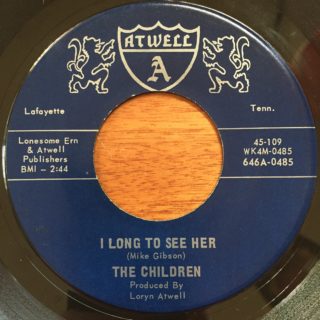 ATWELL
A
Lafayette
Tenn.
Lonesome Ern
& Atwell
Publishers
BMI - 2:44
45-109
WK4M-0485
646A-0485
I LONG TO SEE HER
(Mike Gibson)
THE CHILDREN
Produced By
Loryn Atwell